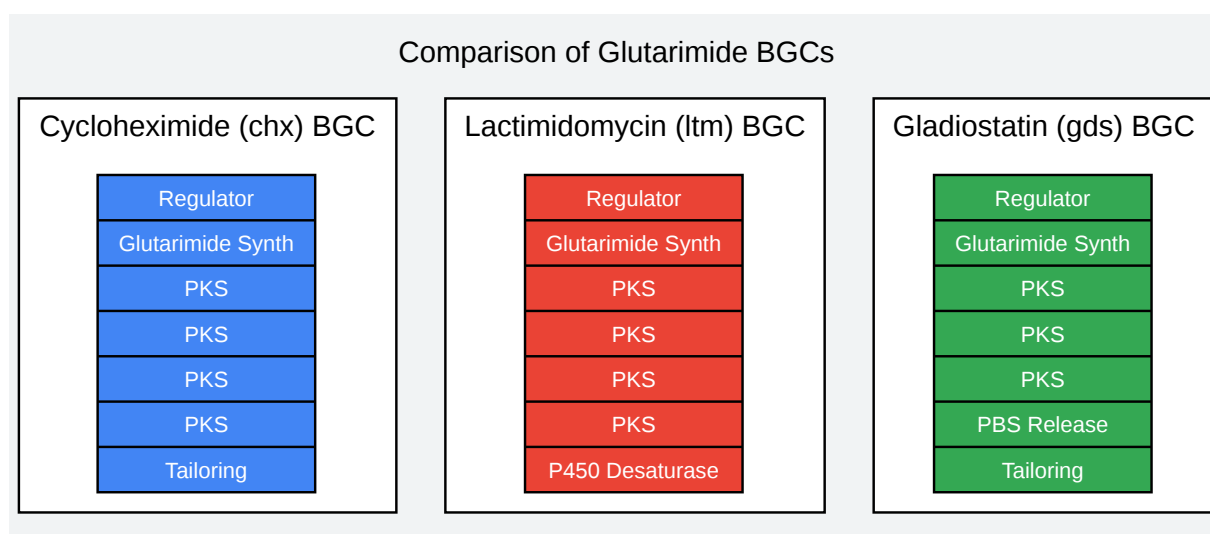 Comparison of Glutarimide BGCs
Cycloheximide (chx) BGC
Regulator
Glutarimide Synth
PKS
PKS
PKS
PKS
Tailoring
Lactimidomycin (ltm) BGC
Regulator
Glutarimide Synth
PKS
PKS
PKS
PKS
P450 Desaturase
Gladiostatin (gds) BGC
Regulator
Glutarimide Synth
PKS
PKS
PKS
PBS Release
Tailoring